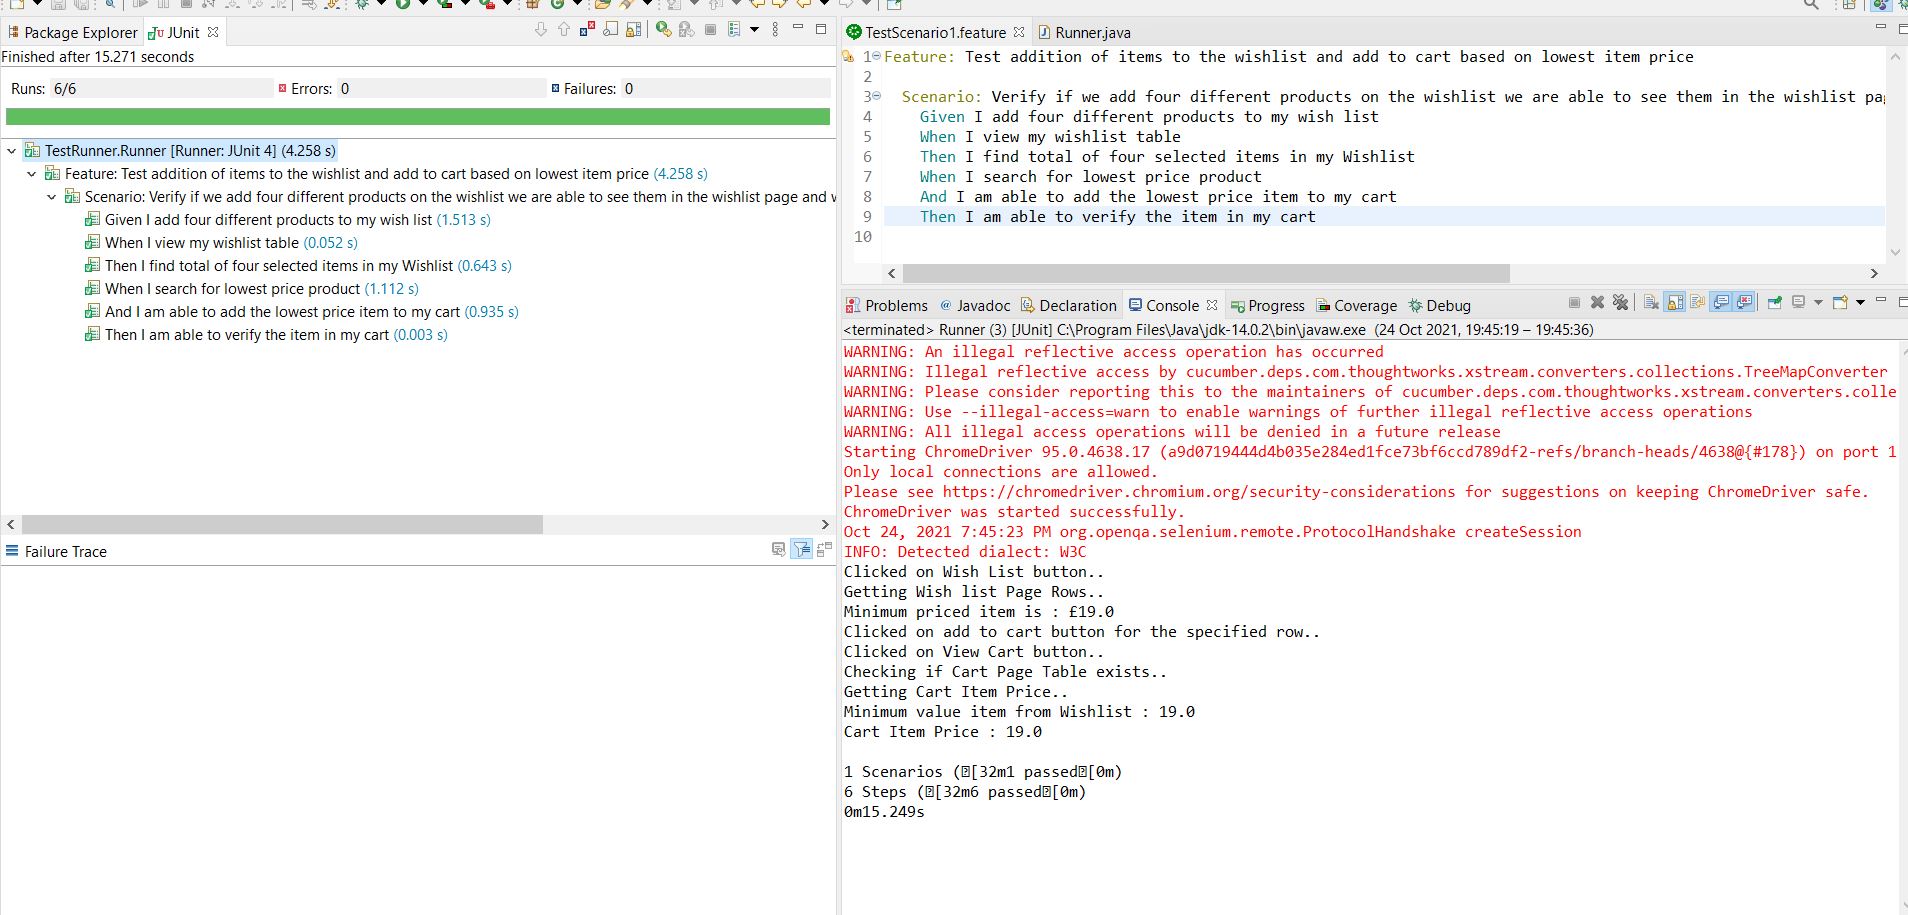 Package Explorer
JUnit
Finished after 15.271 seconds
Runs: 6/6
Errors: 0
Failures: 0
TestRunner.Runner [Runner: JUnit 4] (4.258 s)
Feature: Test addition of items to the wishlist and add to cart based on lowest item price (4.258 s)
Scenario: Verify if we add four different products on the wishlist we are able to see them in the wishlist page and
Given I add four different products to my wish list (1.513 s)
When I view my wishlist table (0.052 s)
Then I find total of four selected items in my Wishlist (0.643 s)
When I search for lowest price product (1.112 s)
And I am able to add the lowest price item to my cart (0.935 s)
Then I am able to verify the item in my cart (0.003 s)
Failure Trace
TestScenario1.feature
Runner.java
1 Feature: Test addition of items to the wishlist and add to cart based on lowest item price
2
3 Scenario: Verify if we add four different products on the wishlist we are able to see them in the wishlist pa
4 Given I add four different products to my wish list
5 When I view my wishlist table
6 Then I find total of four selected items in my Wishlist
7 When I search for lowest price product
8 And I am able to add the lowest price item to my cart
9 Then I am able to verify the item in my cart
10
Problems @ Javadoc Declaration Console Progress Coverage Debug
<terminated> Runner (3) [JUnit] C:\Program Files\Java\jdk-14.0.2\bin\javaw.exe (24 Oct 2021, 19:45:19 – 19:45:36)
WARNING: An illegal reflective access operation has occurred
WARNING: Illegal reflective access by cucumber.deps.com.thoughtworks.xstream.converters.collections.TreeMapConverter
WARNING: Please consider reporting this to the maintainers of cucumber.deps.com.thoughtworks.xstream.converters.colle
WARNING: Use --illegal-access=warn to enable warnings of further illegal reflective access operations
WARNING: All illegal access operations will be denied in a future release
Starting ChromeDriver 95.0.4638.17 (a9d0719444d4b035e284ed1fce73bf6ccd789df2-refs/branch-heads/4638@{#178}) on port 1
Only local connections are allowed.
Please see https://chromedriver.chromium.org/security-considerations for suggestions on keeping ChromeDriver safe.
ChromeDriver was started successfully.
Oct 24, 2021 7:45:23 PM org.openqa.selenium.remote.ProtocolHandshake createSession
INFO: Detected dialect: W3C
Clicked on Wish List button..
Getting Wish list Page Rows..
Minimum priced item is : £19.0
Clicked on add to cart button for the specified row..
Clicked on View Cart button..
Checking if Cart Page Table exists..
Getting Cart Item Price..
Minimum value item from Wishlist : 19.0
Cart Item Price : 19.0
1 Scenarios ([32m1 passed[0m)
6 Steps ([32m6 passed[0m)
0m15.249s